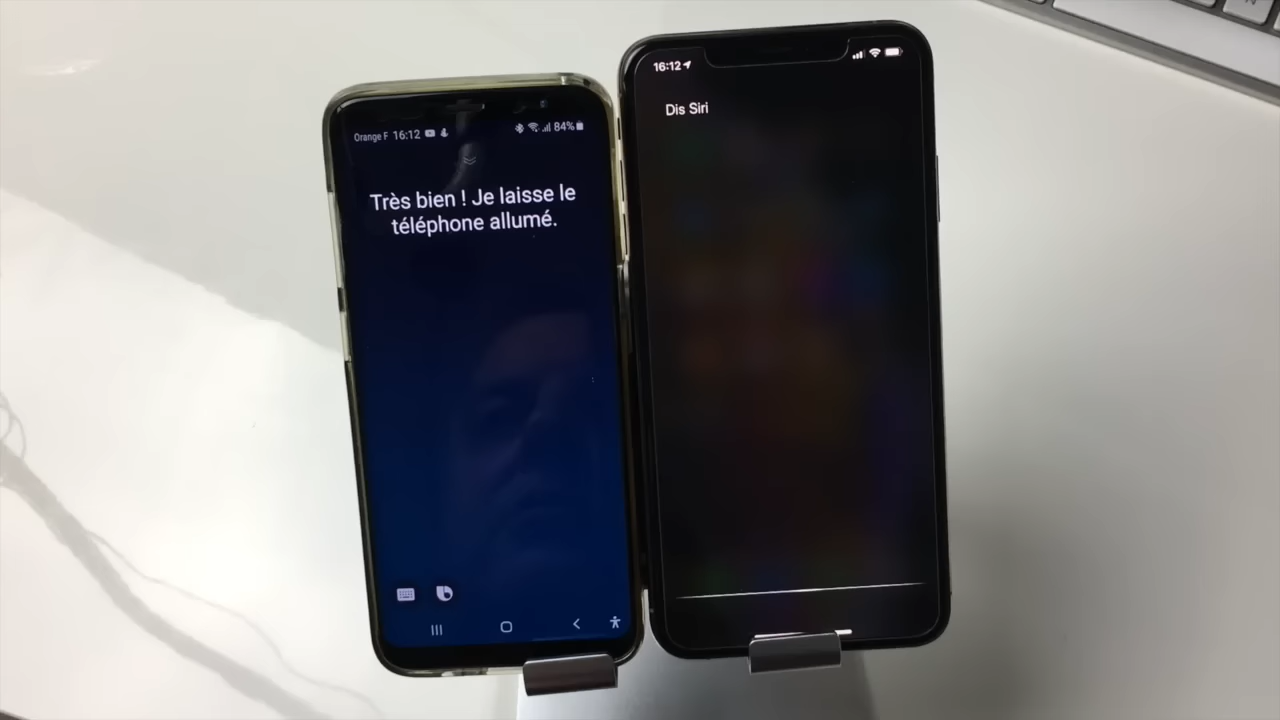 Orange F 16:12
84%
Très bien ! Je laisse le
téléphone allumé.
16:12
Dis Siri